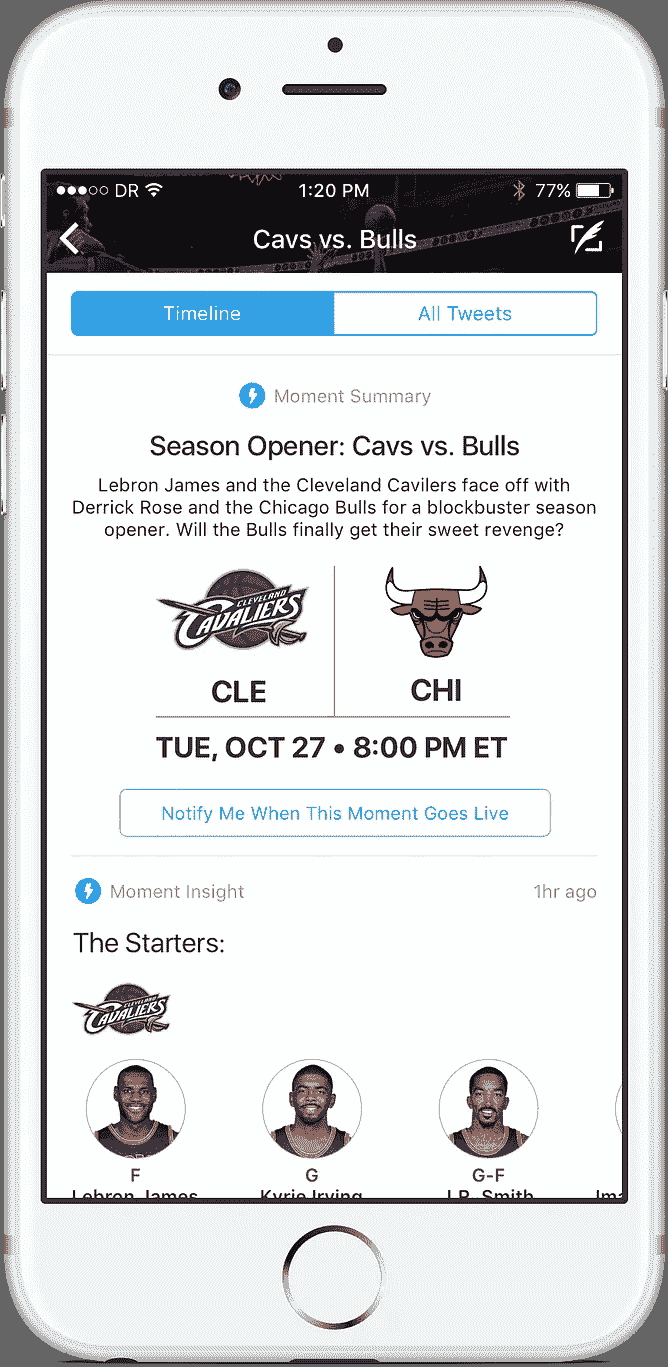 DR 1:20 PM 77%
Cavs vs. Bulls
Timeline All Tweets
Moment Summary
Season Opener: Cavs vs. Bulls
Lebron James and the Cleveland Cavilers face off with
Derrick Rose and the Chicago Bulls for a blockbuster season
opener. Will the Bulls finally get their sweet revenge?
CLEVELAND
CAVALIERS
CLE CHI
TUE, OCT 27 • 8:00 PM ET
Notify Me When This Moment Goes Live
Moment Insight 1hr ago
The Starters:
CLEVELAND
CAVALIERS
F G G-F
Lebron James Kyrie Irving J.R. Smith